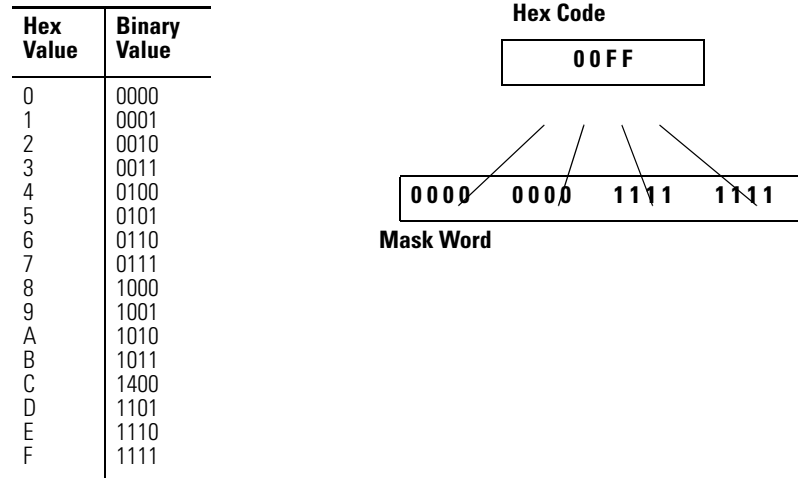 Hex Value Binary Value
0 0000
1 0001
2 0010
3 0011
4 0100
5 0101
6 0110
7 0111
8 1000
9 1001
A 1010
B 1011
C 1400
D 1101
E 1110
F 1111
Hex Code
00FF
0000 0000 1111 1111
Mask Word